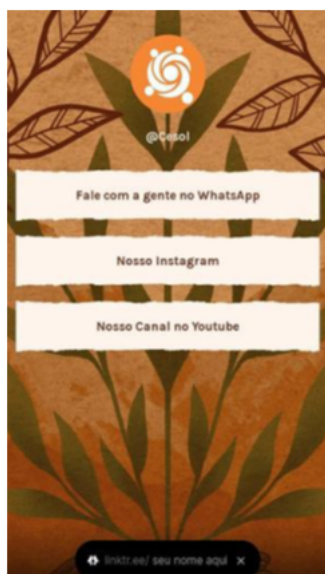 @Cesol
Fale com a gente no WhatsApp
Nosso Instagram
Nosso Canal no Youtube
linktr.ee/ seu nome aqui ×